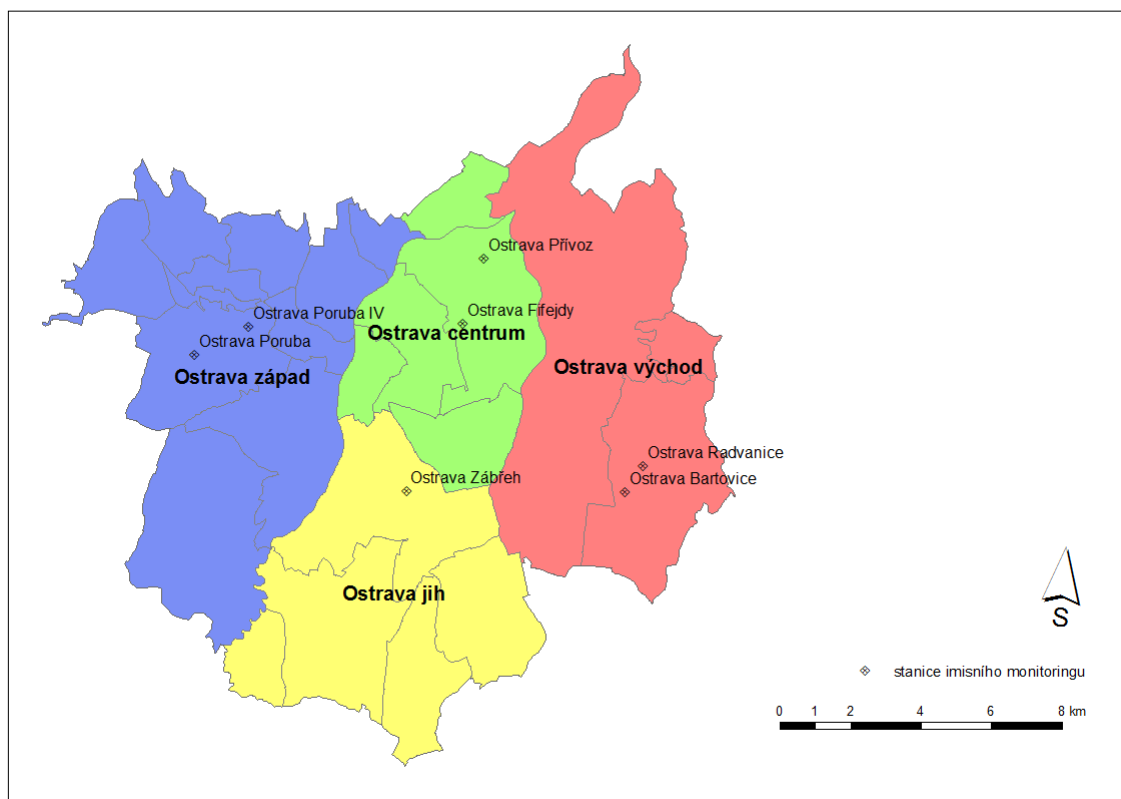 Ostrava Přívoz
Ostrava Poruba IV
Ostrava Fifejdy
Ostrava centrum
Ostrava Poruba
Ostrava západ
Ostrava východ
Ostrava Radvanice
Ostrava Zábřeh
Ostrava Bartovice
Ostrava jih
S
stanice imisního monitoringu
0 1 2 4 6 8 km